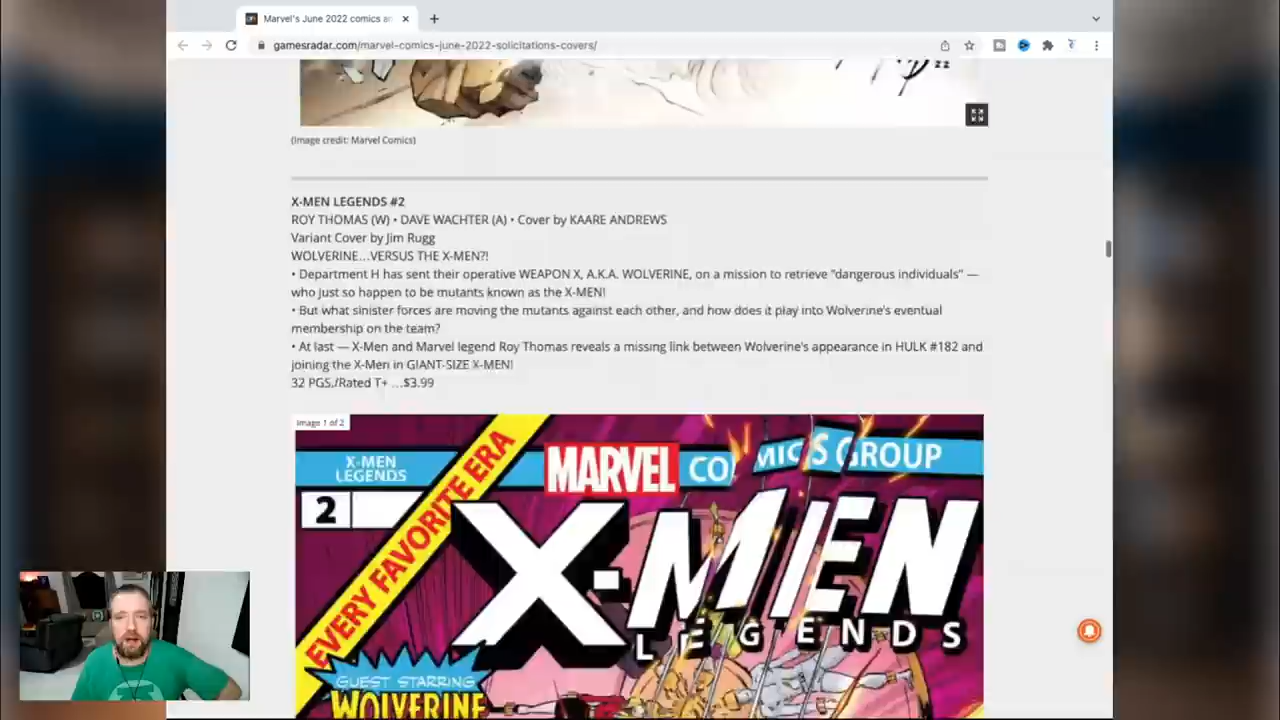 Marvel's June 2022 comics an
gamesradar.com/marvel-comics-june-2022-solicitations-covers/
22
(Image credit: Marvel Comics)
X-MEN LEGENDS #2
ROY THOMAS (W) • DAVE WACHTER (A) • Cover by KAARE ANDREWS
Variant Cover by Jim Rugg
WOLVERINE…VERSUS THE X-MEN?!
• Department H has sent their operative WEAPON X, A.K.A. WOLVERINE, on a mission to retrieve "dangerous individuals" —
who just so happen to be mutants known as the X-MEN!
• But what sinister forces are moving the mutants against each other, and how does it play into Wolverine's eventual
membership on the team?
• At last — X-Men and Marvel legend Roy Thomas reveals a missing link between Wolverine's appearance in HULK #182 and
joining the X-Men in GIANT-SIZE X-MEN!
32 PGS./Rated T+ …$3.99
Image 1 of 2
X-MEN
LEGENDS
2
EVERY FAVORITE ERA
MARVEL COMICS GROUP
X-MEN
LEGENDS
GUEST STARRING
WOLVERINE